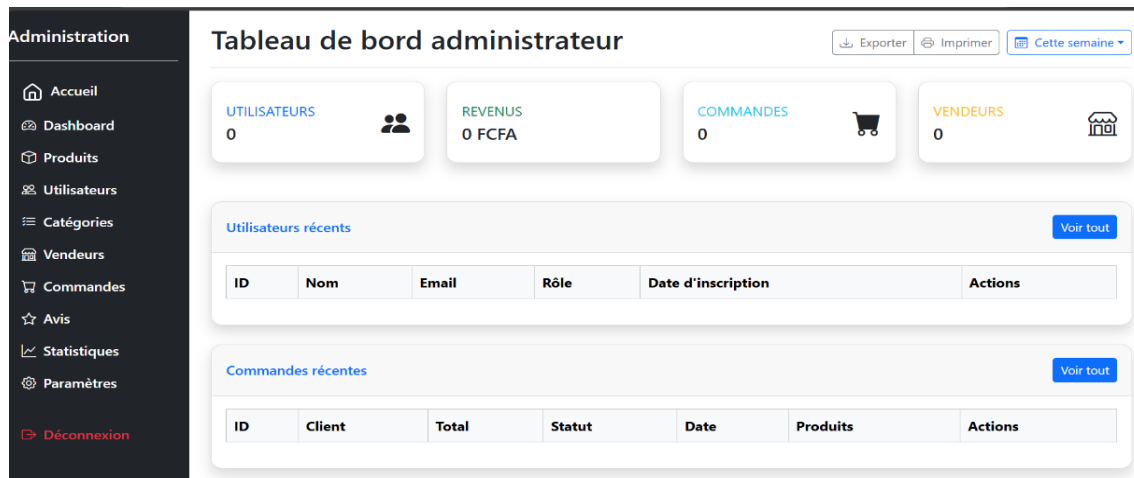 Administration
Accueil
Dashboard
Produits
Utilisateurs
Catégories
Vendeurs
Commandes
Avis
Statistiques
Paramètres
Déconnexion
Tableau de bord administrateur
Exporter
Imprimer
Cette semaine
UTILISATEURS
0
REVENUS
0 FCFA
COMMANDES
0
VENDEURS
0
Utilisateurs récents
Voir tout
ID Nom Email Rôle Date d'inscription Actions
Commandes récentes
Voir tout
ID Client Total Statut Date Produits Actions